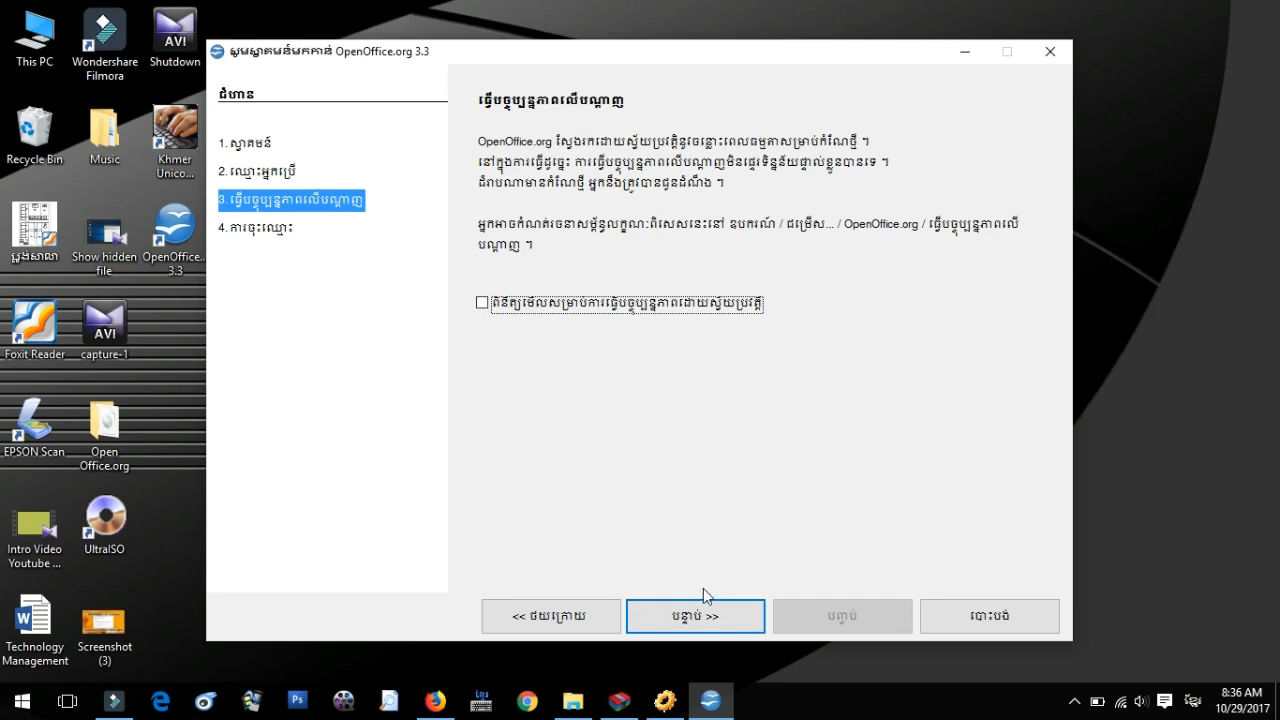 This PC
Wondershare
Filmora
AVI
Shutdown
Recycle Bin
Music
Khmer
Unico...
ប្លង់សាលា
Show hidden
file
OpenOffice....
3.3
Foxit Reader
AVI
capture-1
EPSON Scan
Open
Office.org
Intro Video
Youtube ...
UltraISO
Technology
Management
Screenshot
(3)
សូមស្វាគមន៍មកកាន់ OpenOffice.org 3.3
ជំហាន
1. ស្វាគមន៍
2. ឈ្មោះអ្នកប្រើ
3. ធ្វើបច្ចុប្បន្នភាពលើបណ្ដាញ
4. ការចុះឈ្មោះ
ធ្វើបច្ចុប្បន្នភាពលើបណ្ដាញ
OpenOffice.org ស្វែងរកដោយស្វ័យប្រវត្តិនូវចន្លោះពេលធម្មតាសម្រាប់កំណែថ្មី ។
នៅក្នុងការធ្វើដូច្នេះ ការធ្វើបច្ចុប្បន្នភាពលើបណ្ដាញមិនផ្ទេរទិន្នន័យផ្ទាល់ខ្លួនបានទេ ។
ដំរាបណាមានកំណែថ្មី អ្នកនឹងត្រូវបានជូនដំណឹង ។
អ្នកអាចកំណត់រចនាសម្ព័ន្ធលក្ខណៈពិសេសនេះនៅ ឧបករណ៍ / ជម្រើស... / OpenOffice.org / ធ្វើបច្ចុប្បន្នភាពលើ
បណ្ដាញ ។
ពិនិត្យមើលសម្រាប់ការធ្វើបច្ចុប្បន្នភាពដោយស្វ័យប្រវត្តិ
<< ថយក្រោយ
បន្ទាប់ >>
បញ្ចប់
បោះបង់
Ps
ខ្មែរ
8:36 AM
10/29/2017